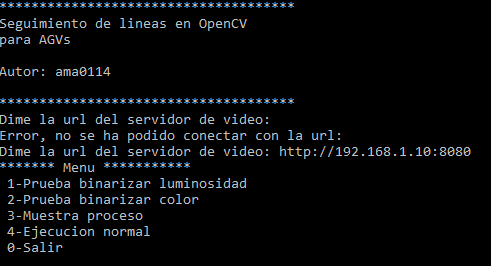 *************************************
Seguimiento de lineas en OpenCV
para AGVs
Autor: ama0114
*************************************
Dime la url del servidor de video:
Error, no se ha podido conectar con la url:
Dime la url del servidor de video: http://192.168.1.10:8080
******* Menu ***********
1-Prueba binarizar luminosidad
2-Prueba binarizar color
3-Muestra proceso
4-Ejecucion normal
0-Salir